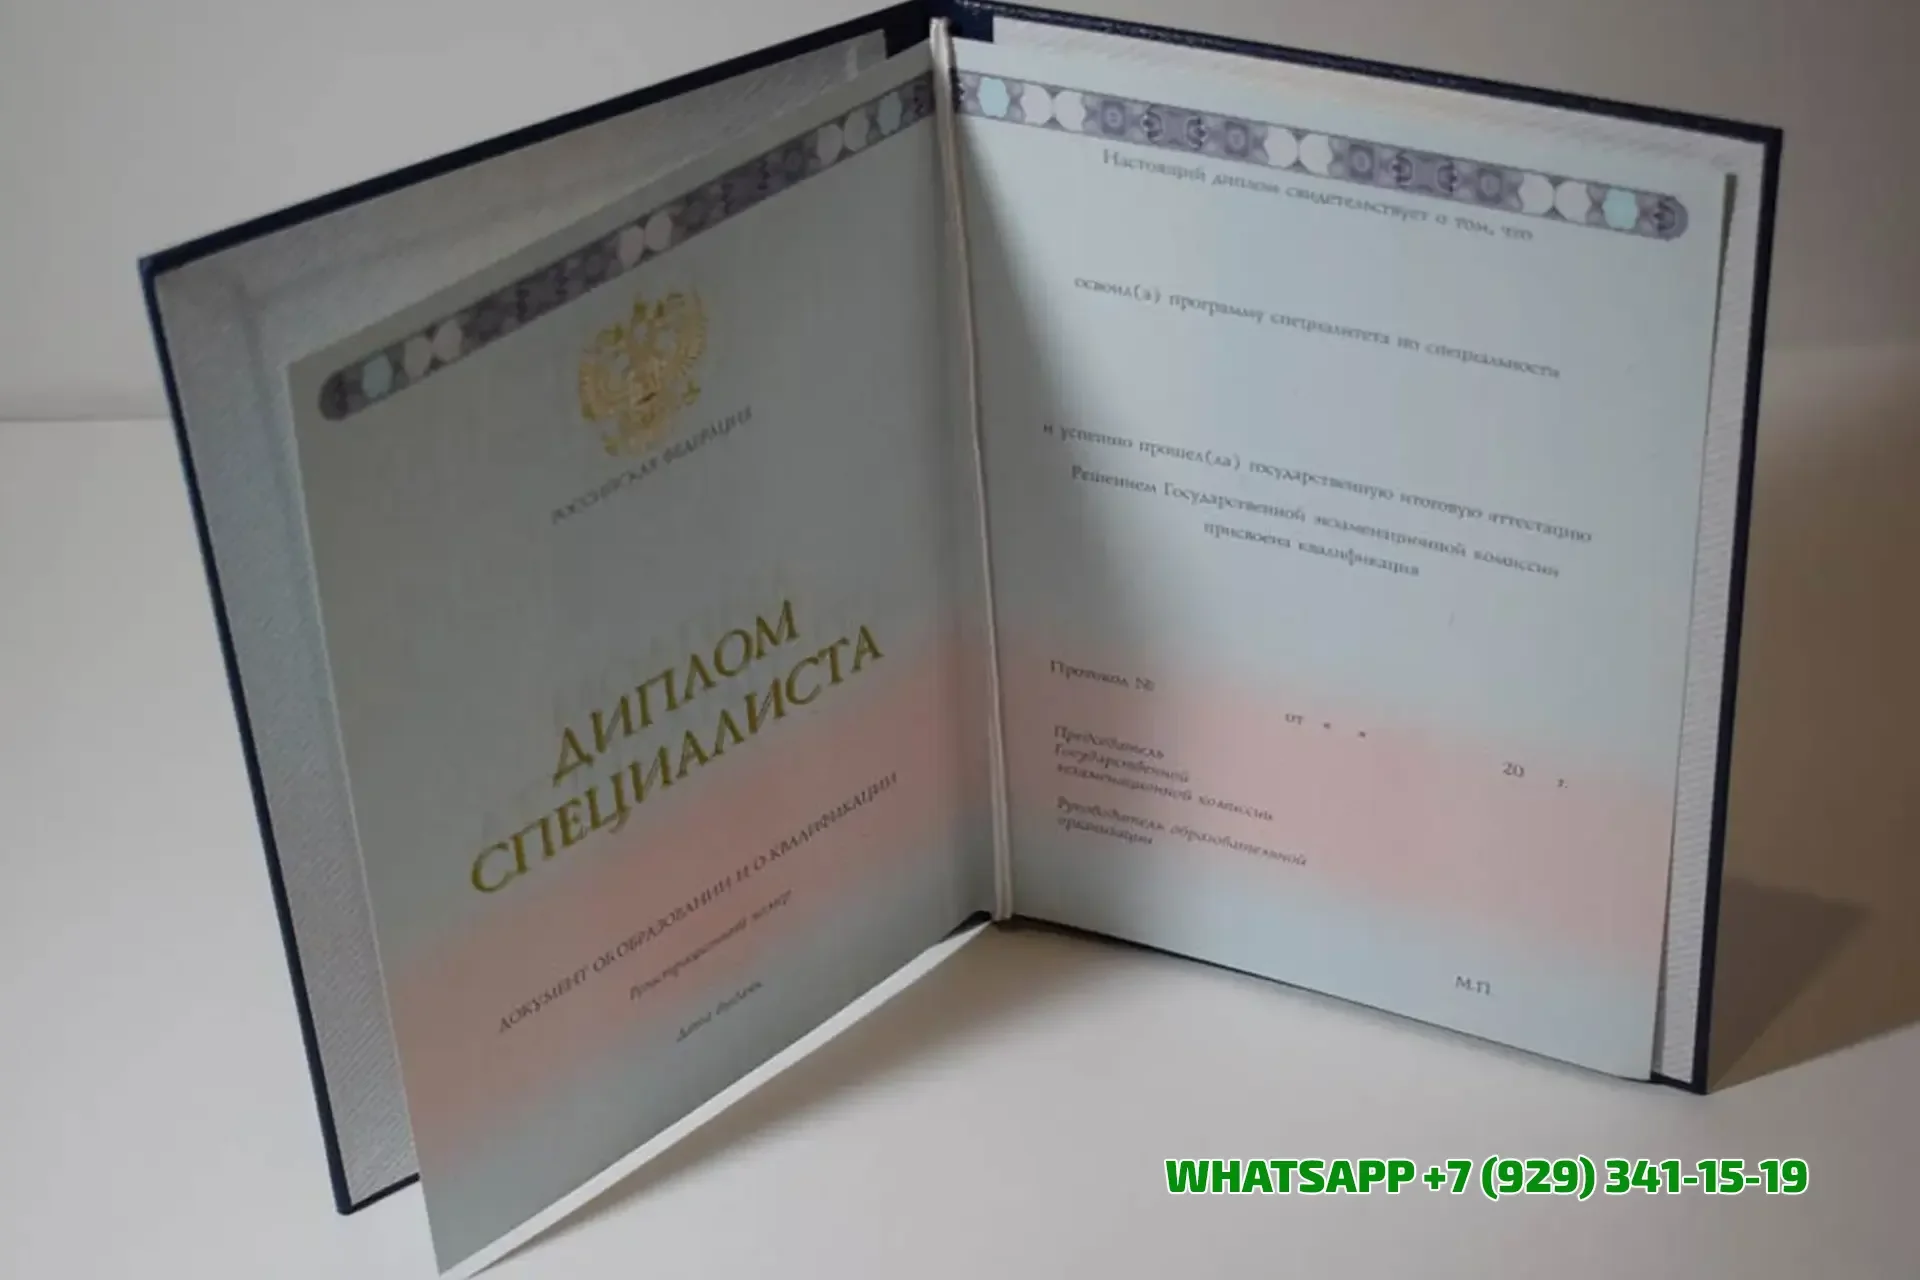 РОССИЙСКАЯ ФЕДЕРАЦИЯ
ДИПЛОМ
СПЕЦИАЛИСТА
ДОКУМЕНТ ОБ ОБРАЗОВАНИИ И О КВАЛИФИКАЦИИ
Регистрационный номер
Дата выдачи
Настоящий диплом свидетельствует о том, что
освоил(а) программу специалитета по специальности
и успешно прошел(ла) государственную итоговую аттестацию
Решением Государственной экзаменационной комиссии
присвоена квалификация
Протокол №
от « »
20 г.
Председатель
Государственной
экзаменационной комиссии
Руководитель образовательной
организации
М.П.
WHATSAPP +7 (929) 341-15-19